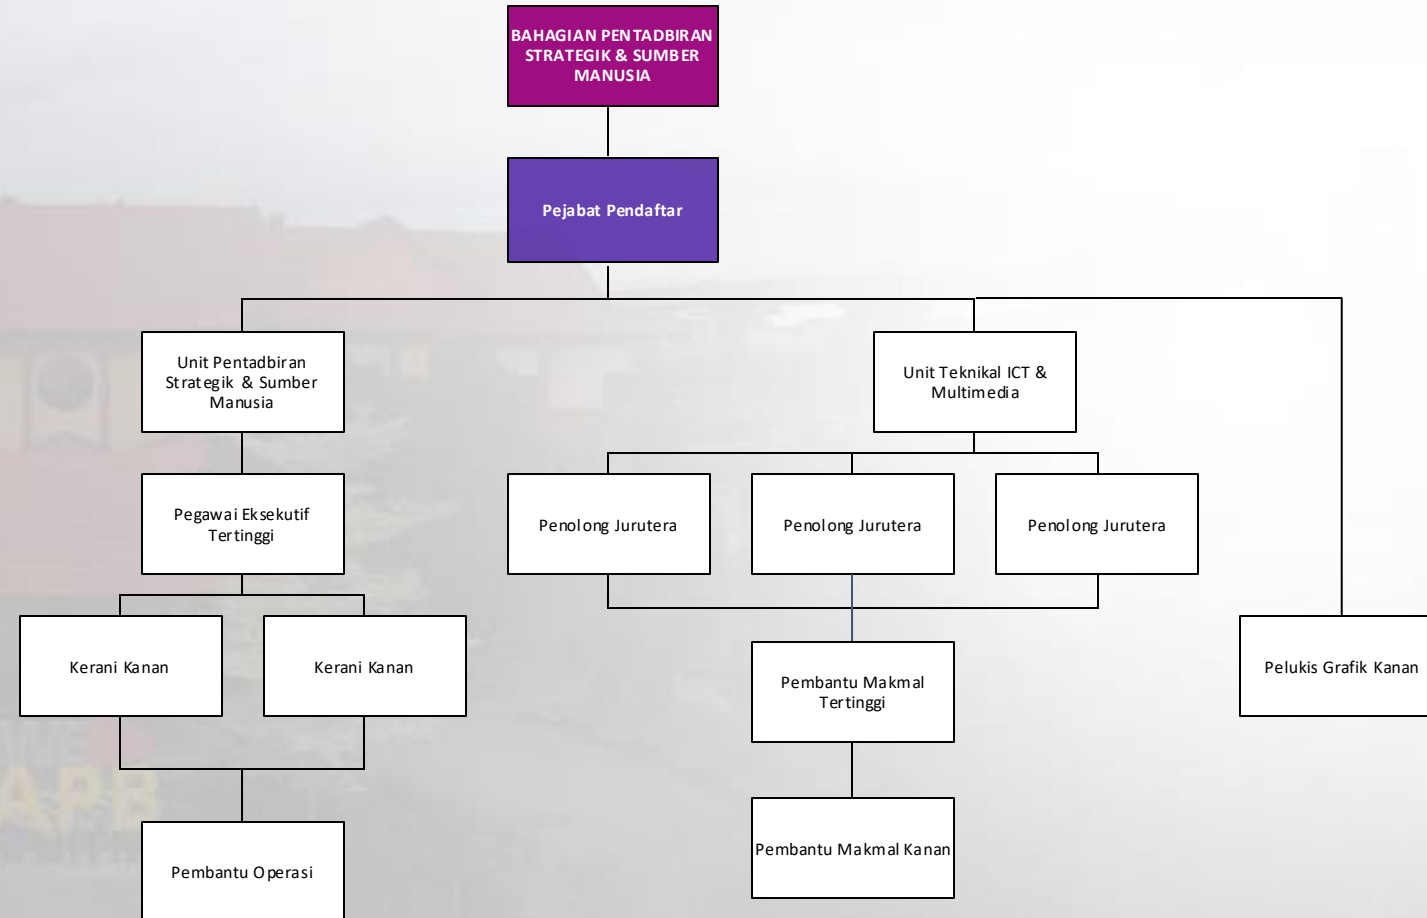 BAHAGIAN PENTADBIRAN
STRATEGIK & SUMBER
MANUSIA
Pejabat Pendaftar
Unit Pentadbiran
Strategik & Sumber
Manusia
Unit Teknikal ICT &
Multimedia
Pegawai Eksekutif
Tertinggi
Penolong Jurutera
Penolong Jurutera
Penolong Jurutera
Kerani Kanan
Kerani Kanan
Pembantu Makmal
Tertinggi
Pelukis Grafik Kanan
Pembantu Operasi
Pembantu Makmal Kanan
APB